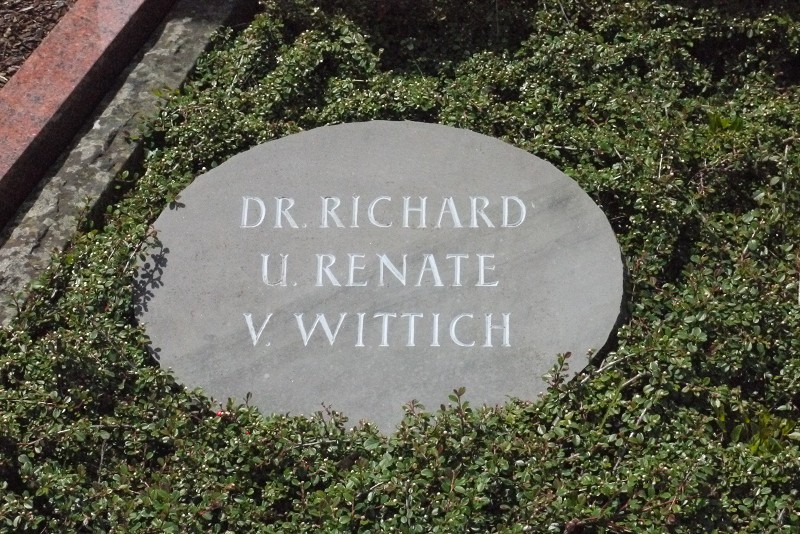 DR. RICHARD
U. RENATE
V. WITTICH